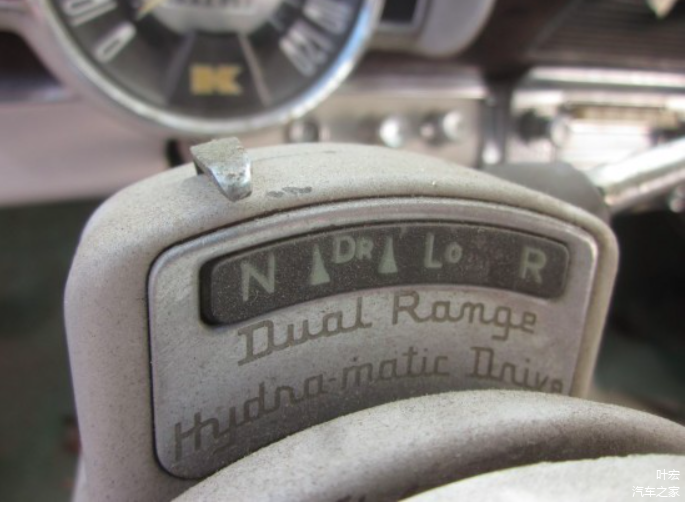 K
N DR LO R
Dual Range
Hydra-matic Drive
叶宏
汽车之家